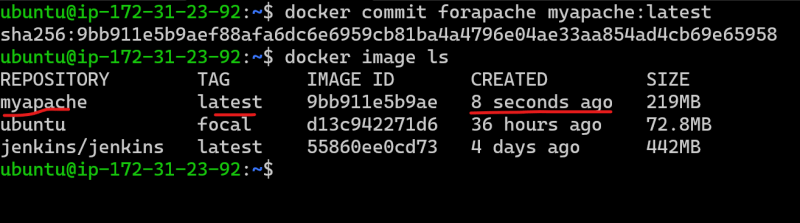 ubuntu@ip-172-31-23-92:~$ docker commit forapache myapache:latest
sha256:9bb911e5b9aef88afa6dc6e6959cb81ba4a4796e04ae33aa854ad4cb69e65958
ubuntu@ip-172-31-23-92:~$ docker image ls
REPOSITORY TAG IMAGE ID CREATED SIZE
myapache latest 9bb911e5b9ae 8 seconds ago 219MB
ubuntu focal d13c942271d6 36 hours ago 72.8MB
jenkins/jenkins latest 55860ee0cd73 4 days ago 442MB
ubuntu@ip-172-31-23-92:~$